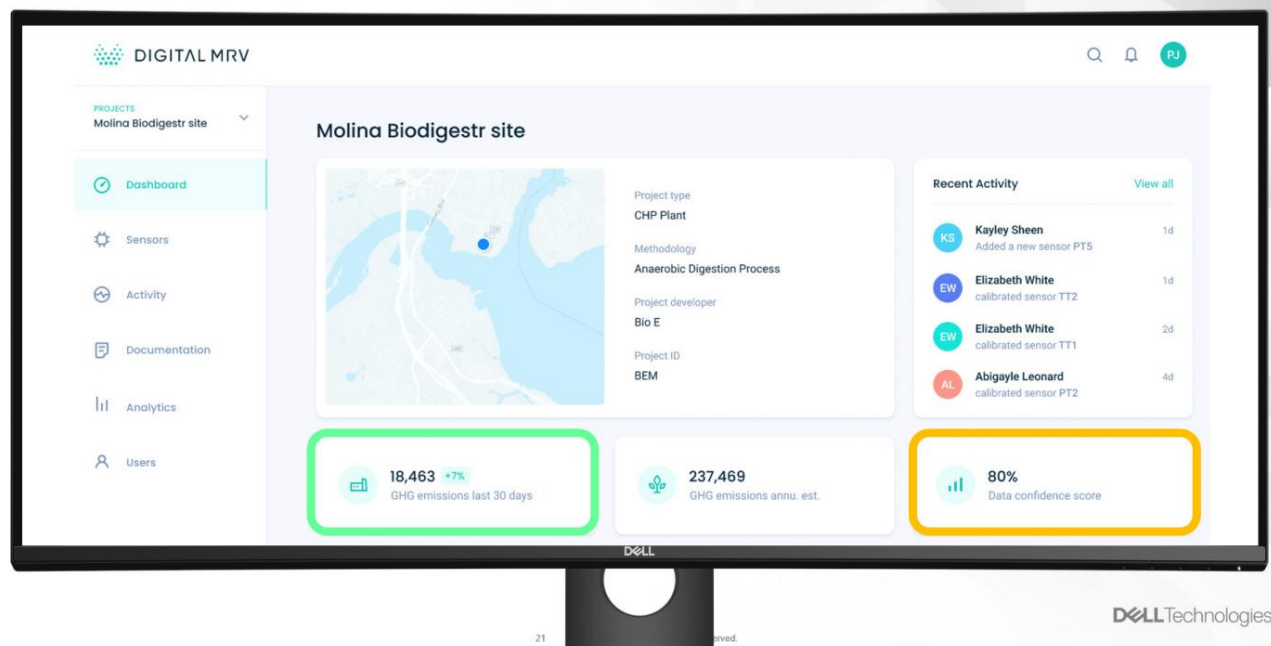 DIGITAL MRV
PJ
PROJECTS
Molina Biodigestr site
Dashboard
Sensors
Activity
Documentation
Analytics
Users
Molina Biodigestr site
Project type
CHP Plant
Methodology
Anaerobic Digestion Process
Project developer
Bio E
Project ID
BEM
Recent Activity
View all
KS
Kayley Sheen
1d
Added a new sensor PT5
EW
Elizabeth White
1d
calibrated sensor TT2
EW
Elizabeth White
2d
calibrated sensor TT1
AL
Abigayle Leonard
4d
calibrated sensor PT2
18,463 +7%
GHG emissions last 30 days
237,469
GHG emissions annu. est.
80%
Data confidence score
DELL
21
erved.
DELLTechnologies